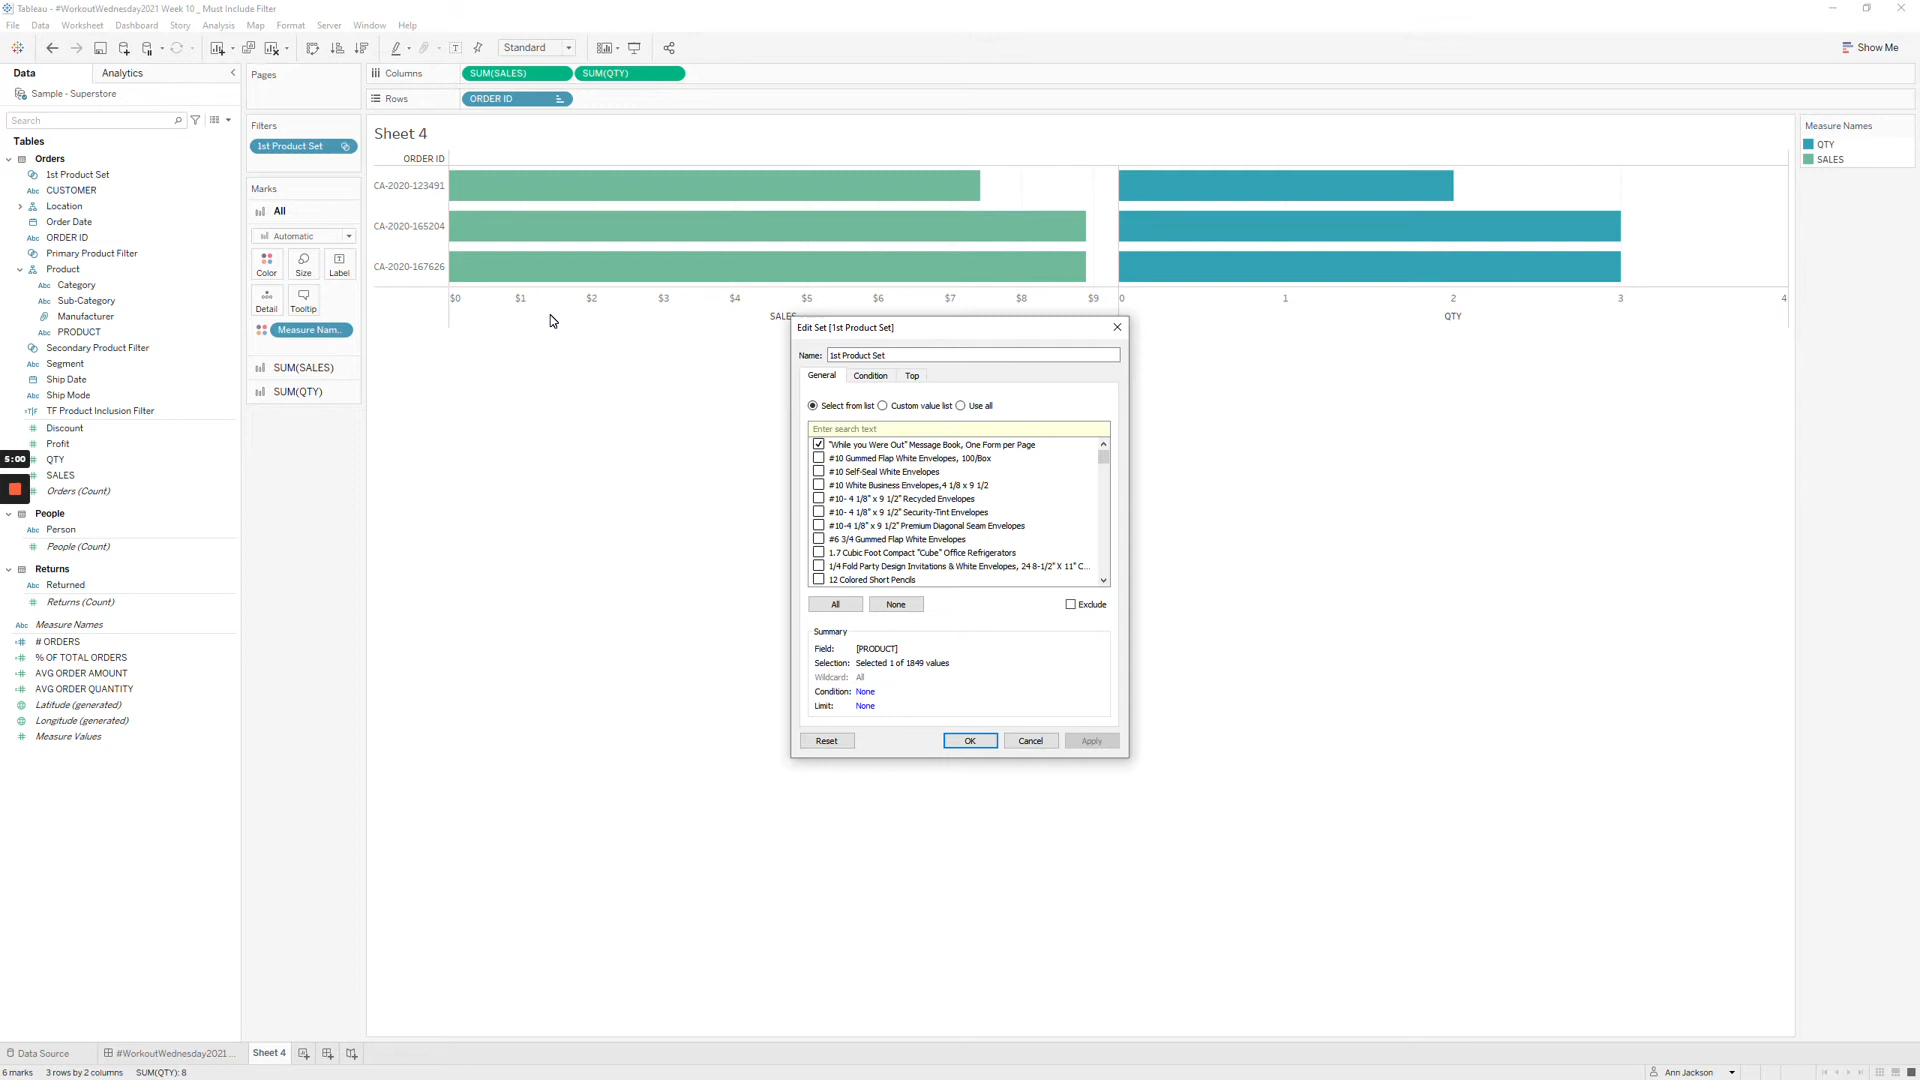 Tableau - #WorkoutWednesday2021 Week 10 _ Must Include Filter
File Data Worksheet Dashboard Story Analysis Map Format Server Window Help
Standard
Show Me
Data Analytics
Sample - Superstore
Search
Tables
Orders
1st Product Set
Abc CUSTOMER
Location
Order Date
Abc ORDER ID
Primary Product Filter
Product
Abc Category
Abc Sub-Category
Manufacturer
Abc PRODUCT
Secondary Product Filter
Abc Segment
Ship Date
Abc Ship Mode
=T|F TF Product Inclusion Filter
# Discount
# Profit
5:00 # QTY
# SALES
# Orders (Count)
People
Abc Person
# People (Count)
Returns
Abc Returned
# Returns (Count)
Abc Measure Names
=# # ORDERS
=# % OF TOTAL ORDERS
=# AVG ORDER AMOUNT
=# AVG ORDER QUANTITY
Latitude (generated)
Longitude (generated)
# Measure Values
Pages
Filters
1st Product Set
Marks
All
Automatic
Color Size Label
Detail Tooltip
Measure Nam..
SUM(SALES)
SUM(QTY)
Columns SUM(SALES) SUM(QTY)
Rows ORDER ID
Sheet 4
ORDER ID
CA-2020-123491
CA-2020-165204
CA-2020-167626
$0 $1 $2 $3 $4 $5 $6 $7 $8 $9 0 1 2 3 4
SALES QTY
Measure Names
QTY
SALES
Edit Set [1st Product Set]
Name: 1st Product Set
General Condition Top
Select from list Custom value list Use all
Enter search text
"While you Were Out" Message Book, One Form per Page
#10 Gummed Flap White Envelopes, 100/Box
#10 Self-Seal White Envelopes
#10 White Business Envelopes,4 1/8 x 9 1/2
#10- 4 1/8" x 9 1/2" Recycled Envelopes
#10- 4 1/8" x 9 1/2" Security-Tint Envelopes
#10-4 1/8" x 9 1/2" Premium Diagonal Seam Envelopes
#6 3/4 Gummed Flap White Envelopes
1.7 Cubic Foot Compact "Cube" Office Refrigerators
1/4 Fold Party Design Invitations & White Envelopes, 24 8-1/2" X 11" C...
12 Colored Short Pencils
All None Exclude
Summary
Field: [PRODUCT]
Selection: Selected 1 of 1849 values
Wildcard: All
Condition: None
Limit: None
Reset OK Cancel Apply
Data Source #WorkoutWednesday2021 ... Sheet 4
6 marks 3 rows by 2 columns SUM(QTY): 8
Ann Jackson